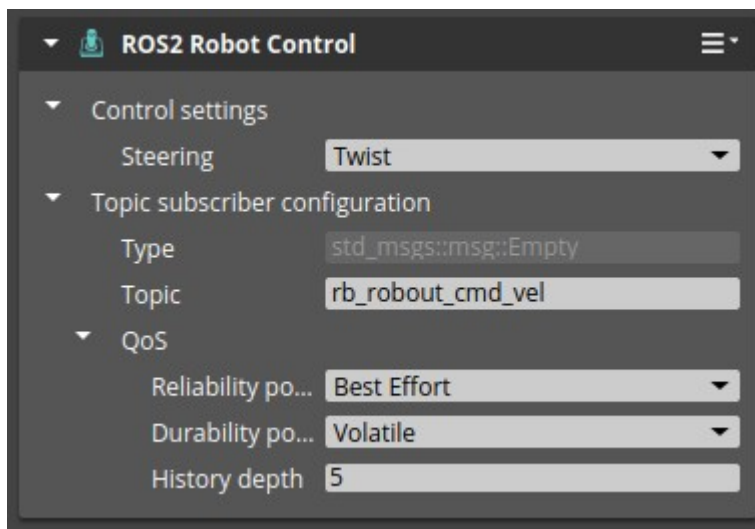 ROS2 Robot Control
Control settings
Steering Twist
Topic subscriber configuration
Type std_msgs::msg::Empty
Topic rb_robout_cmd_vel
QoS
Reliability po... Best Effort
Durability po... Volatile
History depth 5